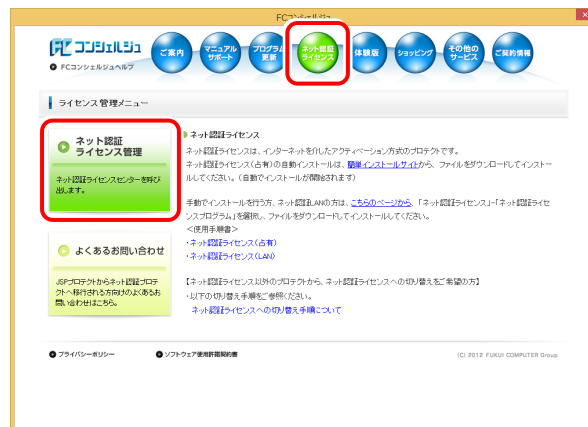 FCコンシェルジュ
FCコンシェルジュ
FCコンシェルジュヘルプ
ご案内
マニュアル
サポート
プログラム
更新
ネット認証
ライセンス
体験版
ショッピング
その他の
サービス
ご契約情報
ライセンス管理メニュー
ネット認証
ライセンス管理
ネット認証ライセンスセンターを呼び
出します。
よくあるお問い合わせ
JSPプロテクトからネット認証プロテ
クトへ移行される方向けのよくあるお
問い合わせはこちら。
ネット認証ライセンス
ネット認証ライセンスは、インターネットを介したアクティベーション方式のプロテクトです。
ネット認証ライセンス(占有)の自動インストールは、簡単インストールサイトから、ファイルをダウンロードしてインストー
ルしてください。（自動でインストールが開始されます）
手動でインストールを行う方、ネット認証LANの方は、こちらのページから、「ネット認証ライセンス」-「ネット認証ライセ
ンスプログラム」を選択し、ファイルをダウンロードしてインストールしてください。
<使用手順書>
・ネット認証ライセンス(占有)
・ネット認証ライセンス(LAN)
【ネット認証ライセンス以外のプロテクトから、ネット認証ライセンスへの切り替えをご希望の方】
・以下の切り替え手順をご参照ください。
ネット認証ライセンスへの切り替え手順について
プライバシーポリシー
ソフトウェア使用許諾契約書
(C) 2012 FUKUI COMPUTER Group